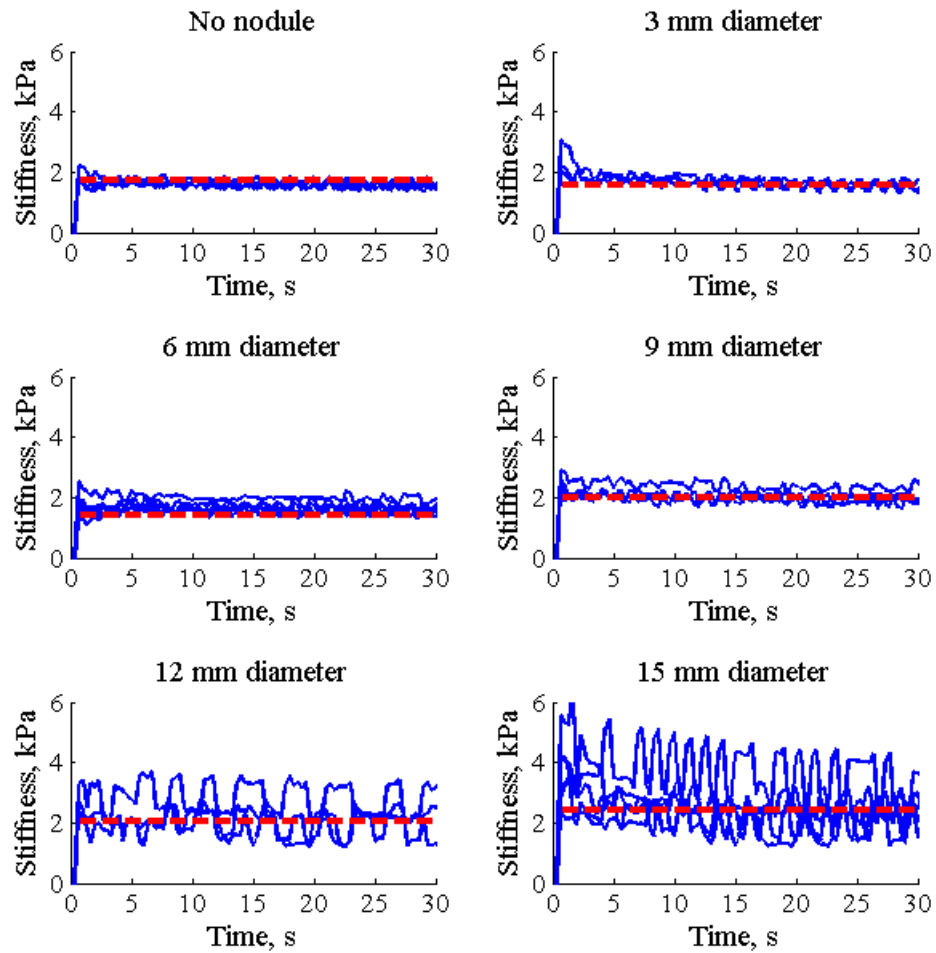 No nodule
Stiffness, kPa
6
4
2
0
0 5 10 15 20 25 30
Time, s
3 mm diameter
Stiffness, kPa
6
4
2
0
0 5 10 15 20 25 30
Time, s
6 mm diameter
Stiffness, kPa
6
4
2
0
0 5 10 15 20 25 30
Time, s
9 mm diameter
Stiffness, kPa
6
4
2
0
0 5 10 15 20 25 30
Time, s
12 mm diameter
Stiffness, kPa
6
4
2
0
0 5 10 15 20 25 30
Time, s
15 mm diameter
Stiffness, kPa
6
4
2
0
0 5 10 15 20 25 30
Time, s